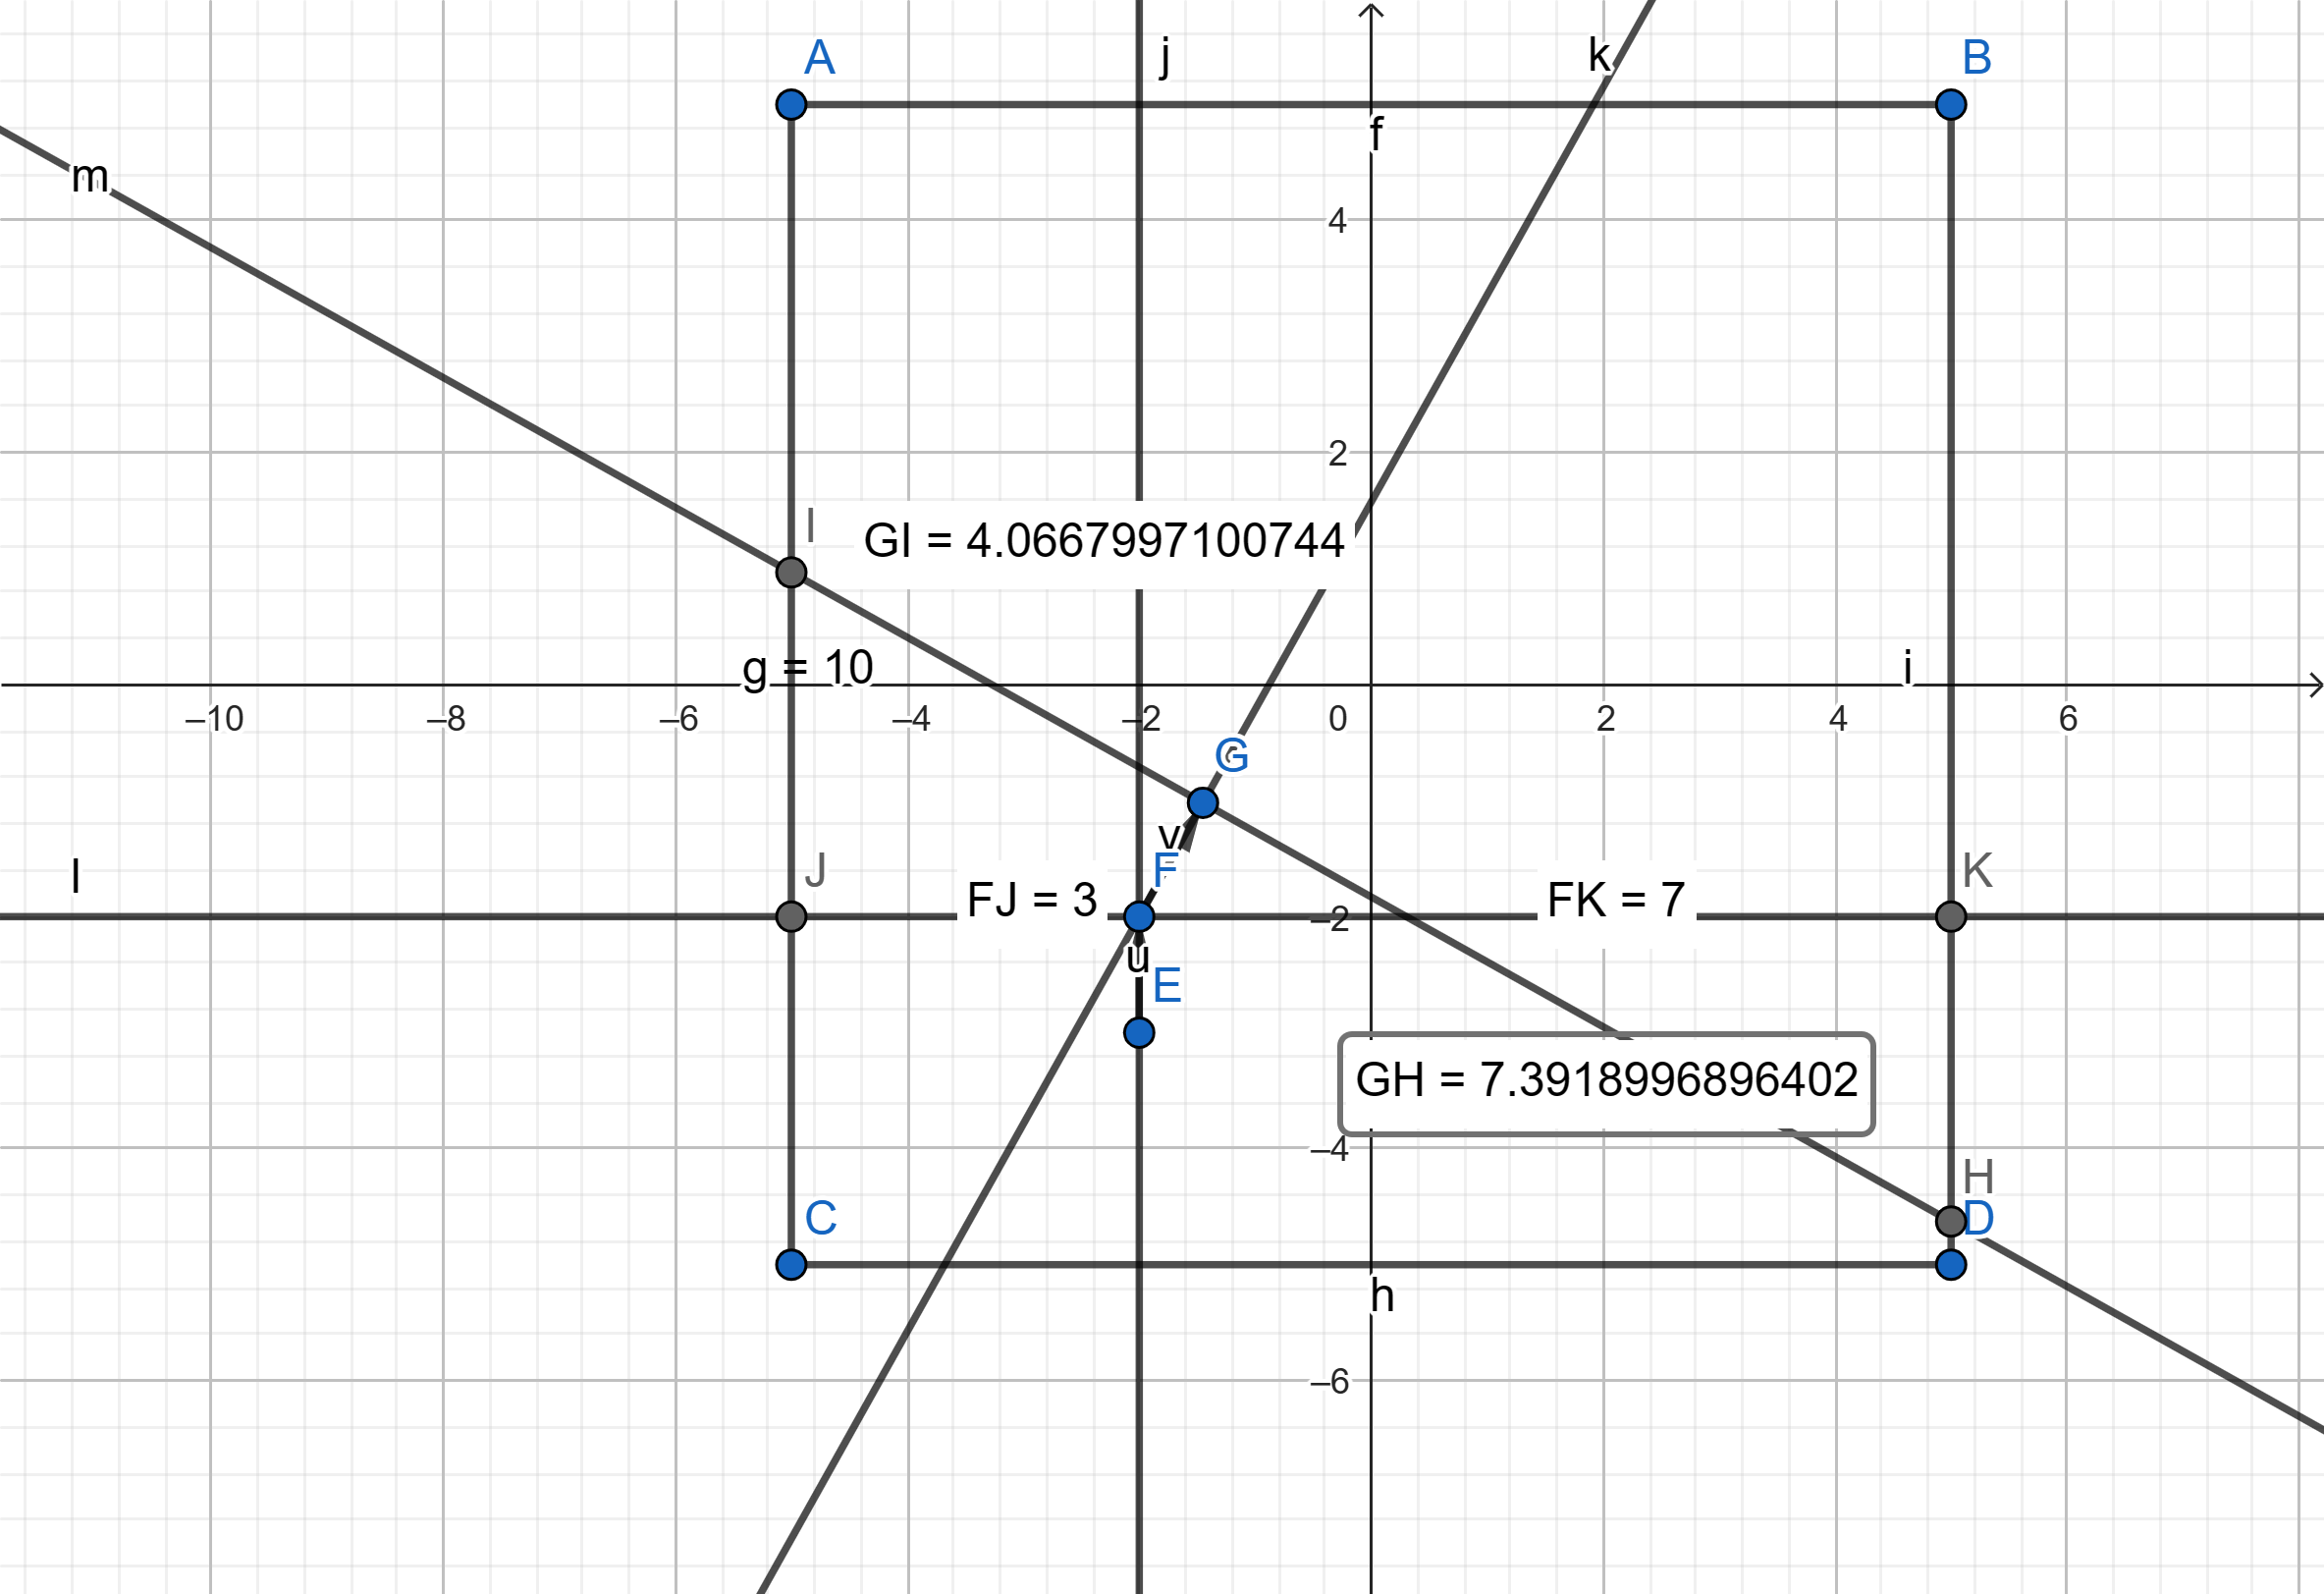 A
j
k
B
f
m
4
2
I
GI = 4.0667997100744
g = 10
i
–10
–8
–6
–4
–2
0
2
4
6
G
v
F
J
K
l
FJ = 3
FK = 7
–2
u
E
GH = 7.3918996896402
–4
H
C
D
h
–6